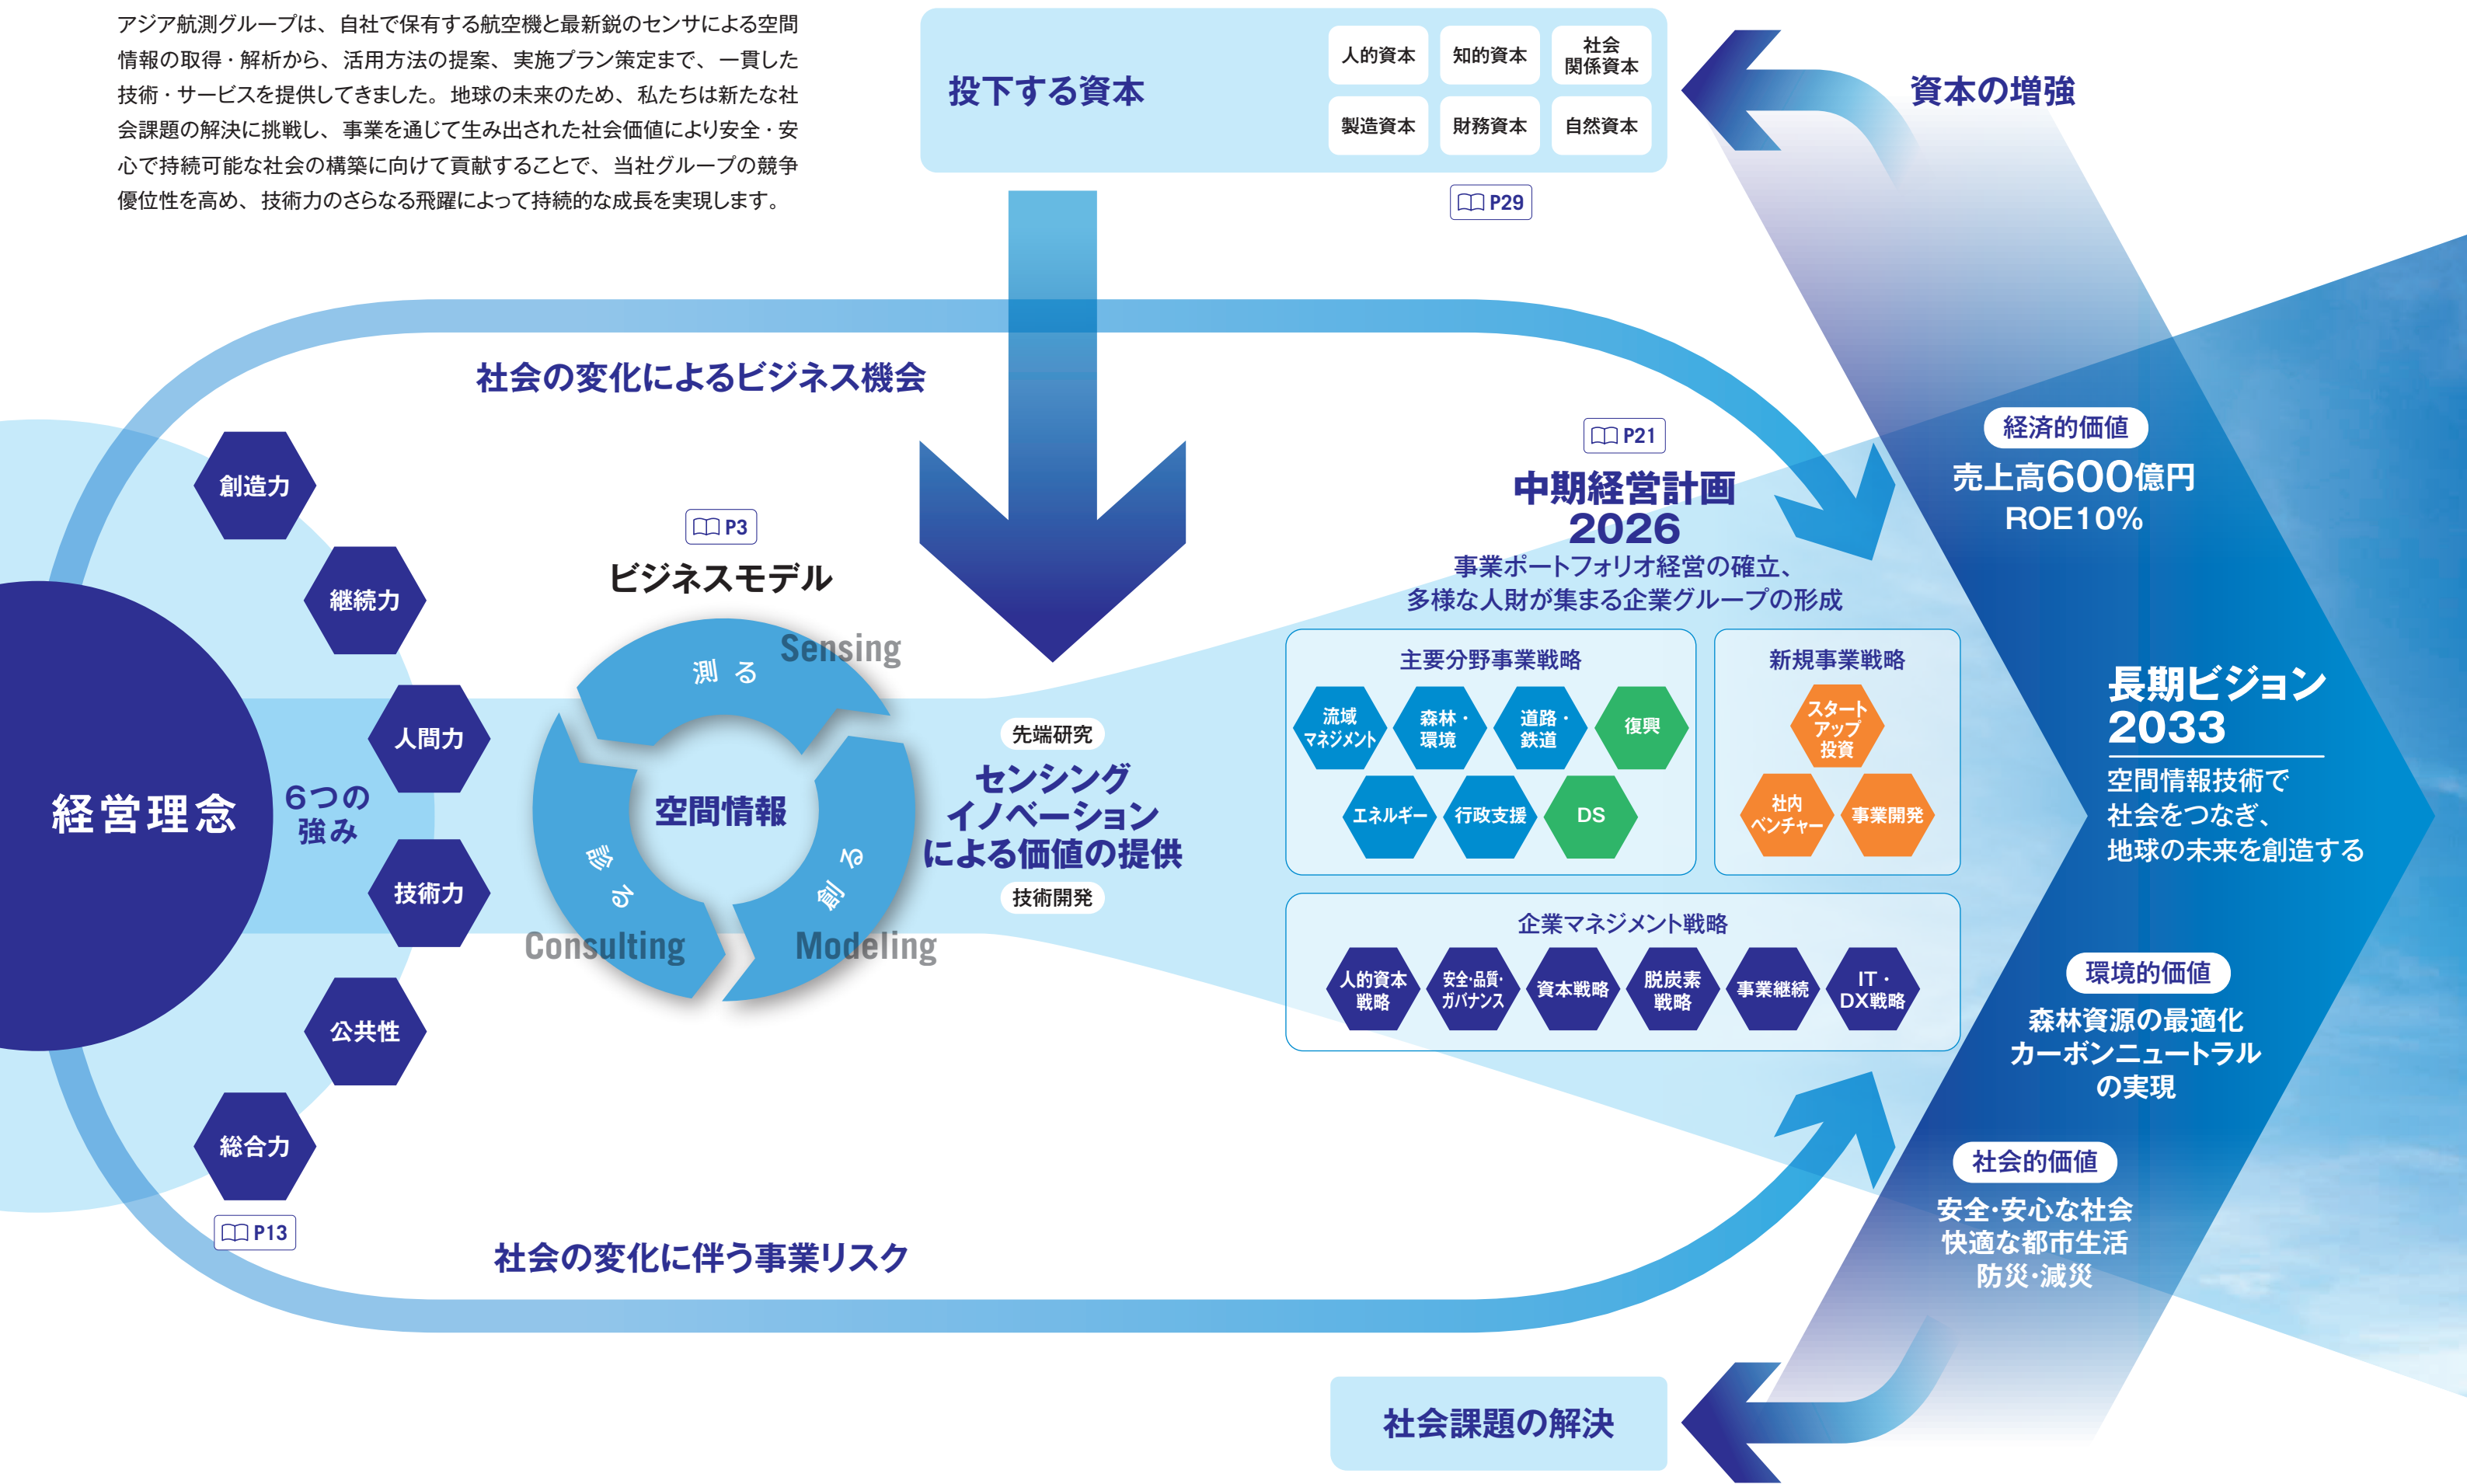 アジア航測グループは、自社で保有する航空機と最新鋭のセンサによる空間
情報の取得・解析から、活用方法の提案、実施プラン策定まで、一貫した
技術・サービスを提供してきました。地球の未来のため、私たちは新たな社
会課題の解決に挑戦し、事業を通じて生み出された社会価値により安全・安
心で持続可能な社会の構築に向けて貢献することで、当社グループの競争
優位性を高め、技術力のさらなる飛躍によって持続的な成長を実現します。
投下する資本
人的資本
知的資本
社会
関係資本
製造資本
財務資本
自然資本
P29
資本の増強
社会の変化によるビジネス機会
経営理念
6つの
強み
創造力
継続力
人間力
技術力
公共性
総合力
P13
P3
ビジネスモデル
Sensing
測る
空間情報
診る
創る
Consulting
Modeling
先端研究
センシング
イノベーション
による価値の提供
技術開発
P21
中期経営計画
2026
事業ポートフォリオ経営の確立、
多様な人財が集まる企業グループの形成
主要分野事業戦略
流域
マネジメント
森林・
環境
道路・
鉄道
復興
エネルギー
行政支援
DS
新規事業戦略
スタート
アップ
投資
社内
ベンチャー
事業開発
企業マネジメント戦略
人的資本
戦略
安全・品質・
ガバナンス
資本戦略
脱炭素
戦略
事業継続
IT・
DX戦略
経済的価値
売上高600億円
ROE10%
長期ビジョン
2033
空間情報技術で
社会をつなぎ、
地球の未来を創造する
環境的価値
森林資源の最適化
カーボンニュートラル
の実現
社会的価値
安全・安心な社会
快適な都市生活
防災・減災
社会の変化に伴う事業リスク
社会課題の解決